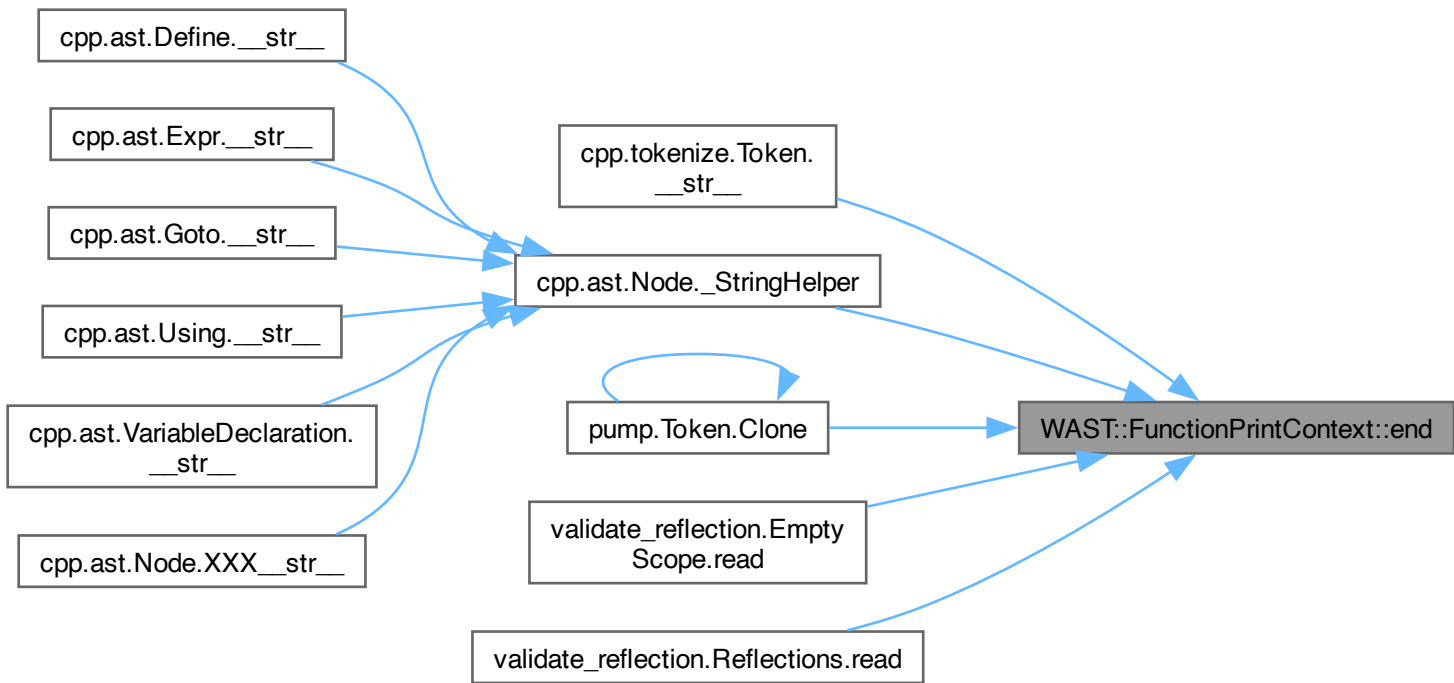 cpp.ast.Define.__str__
cpp.ast.Expr.__str__
cpp.ast.Goto.__str__
cpp.ast.Using.__str__
cpp.ast.VariableDeclaration.
__str__
cpp.ast.Node.XXX__str__
cpp.tokenize.Token.
__str__
cpp.ast.Node._StringHelper
pump.Token.Clone
validate_reflection.Empty
Scope.read
validate_reflection.Reflections.read
WAST::FunctionPrintContext::end